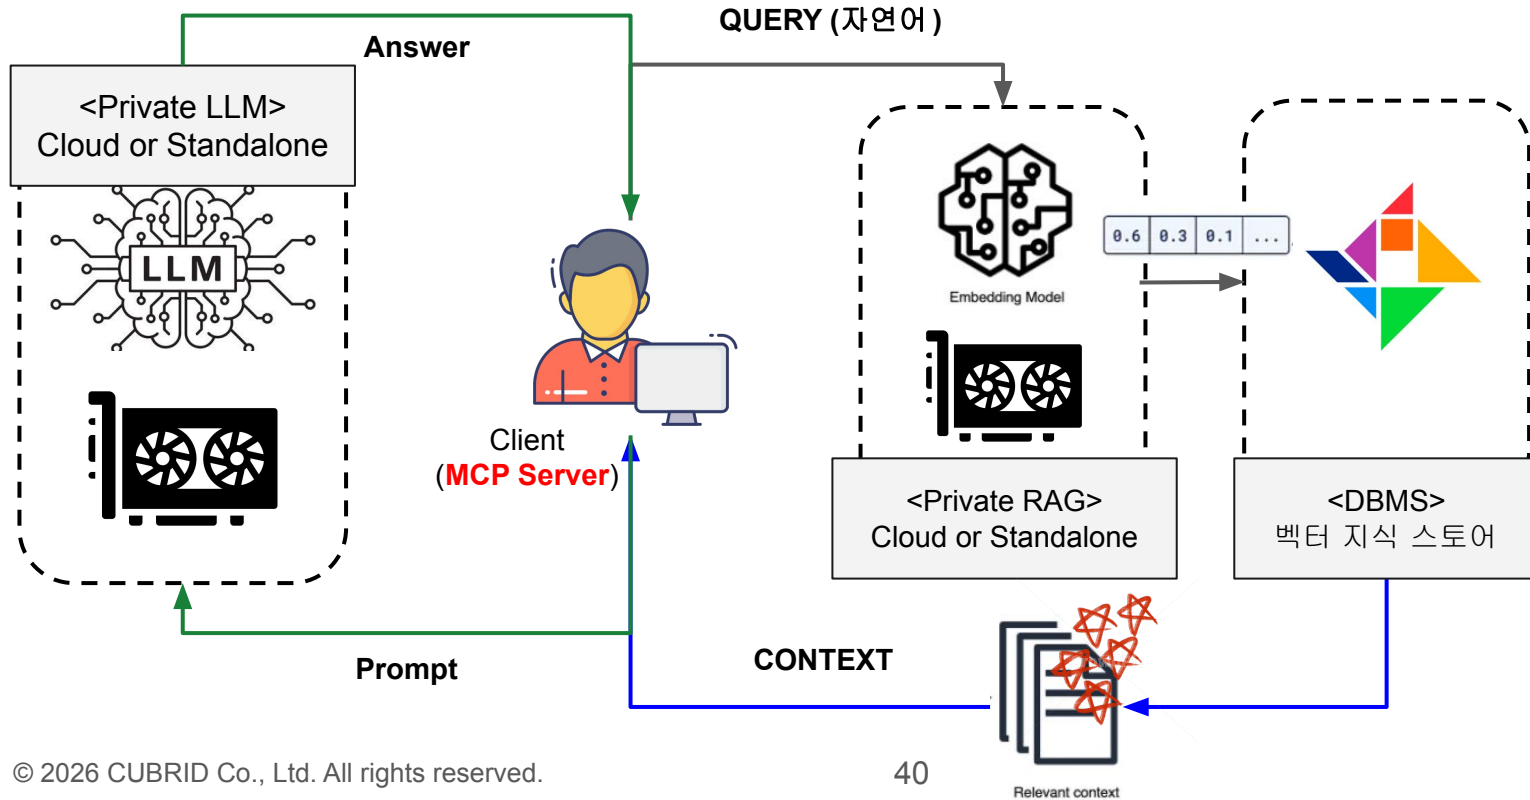 QUERY (자연어)
Answer
<Private LLM>
Cloud or Standalone
LLM
Embedding Model
0.6 0.3 0.1 ...
Client
(MCP Server)
<Private RAG>
Cloud or Standalone
<DBMS>
벡터 지식 스토어
Prompt
CONTEXT
Relevant context
© 2026 CUBRID Co., Ltd. All rights reserved.
40